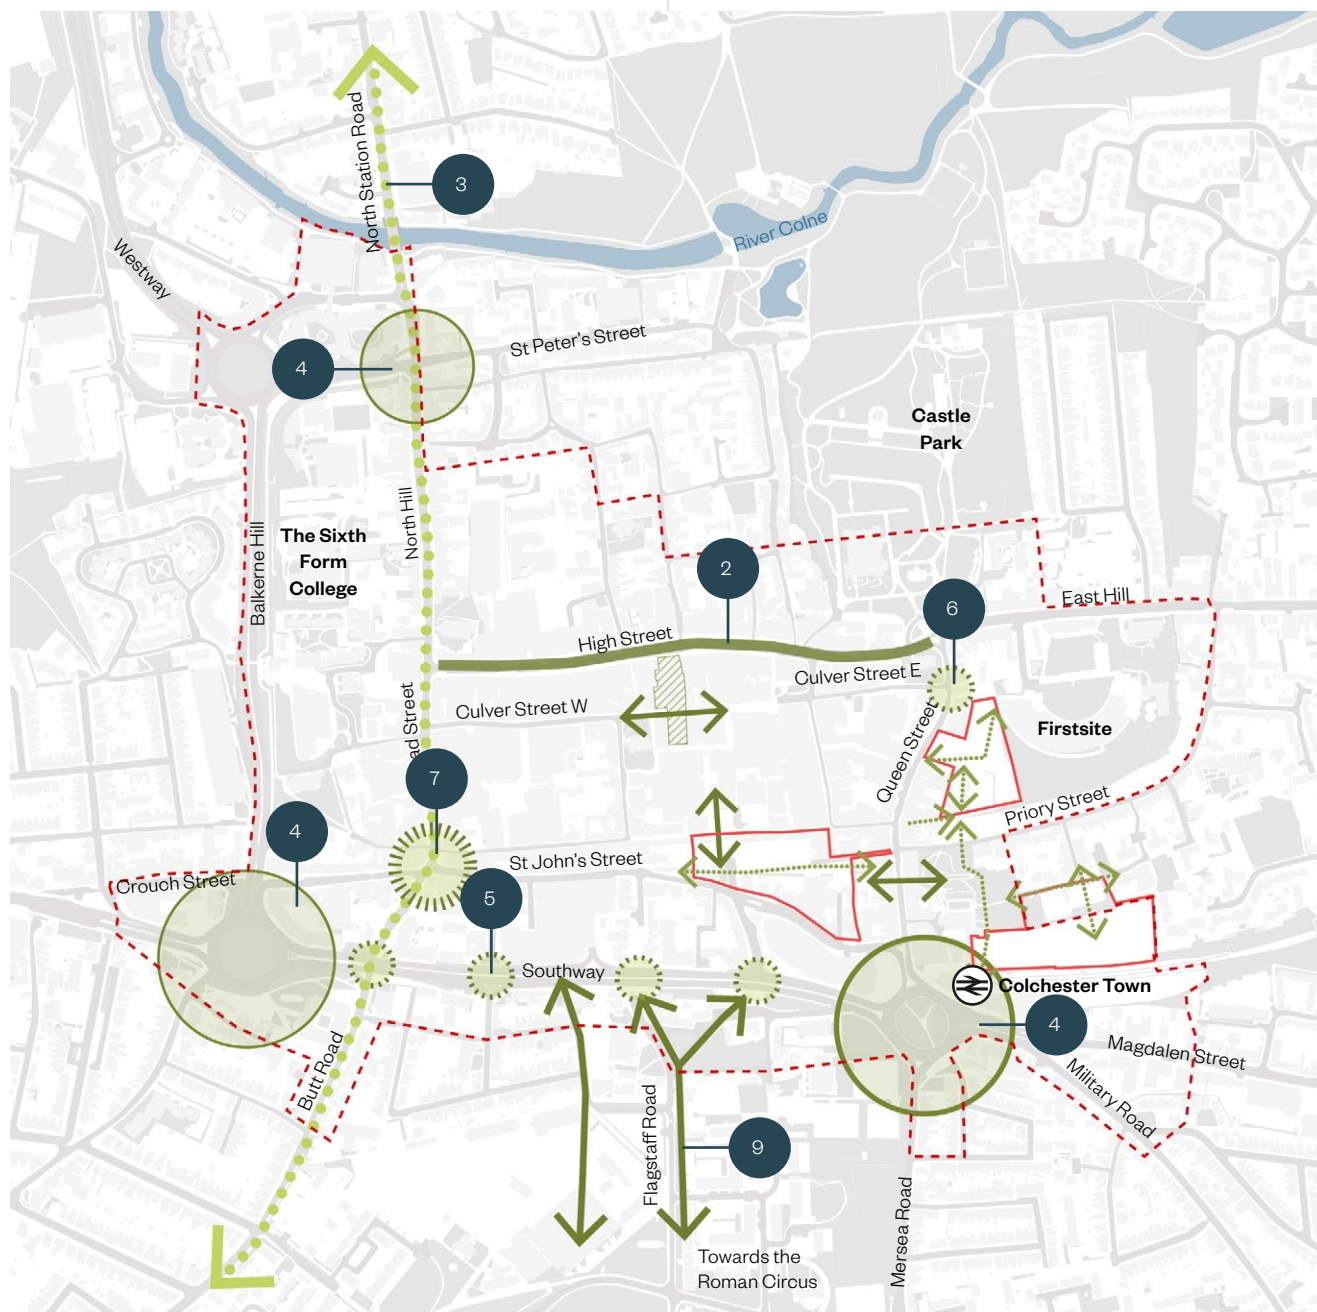 North Station Road
3
River Colne
Westway
St Peter's Street
4
Castle
Park
North Hill
The Sixth
Form
College
Balkerne Hill
2
6
East Hill
High Street
Culver Street E
Culver Street W
ad Street
Queen Street
Firstsite
7
Priory Street
4
St John's Street
Crouch Street
5
Southway
Colchester Town
4
Magdalen Street
Military Road
Butt Road
Flagstaff Road
9
Mersea Road
Towards the
Roman Circus